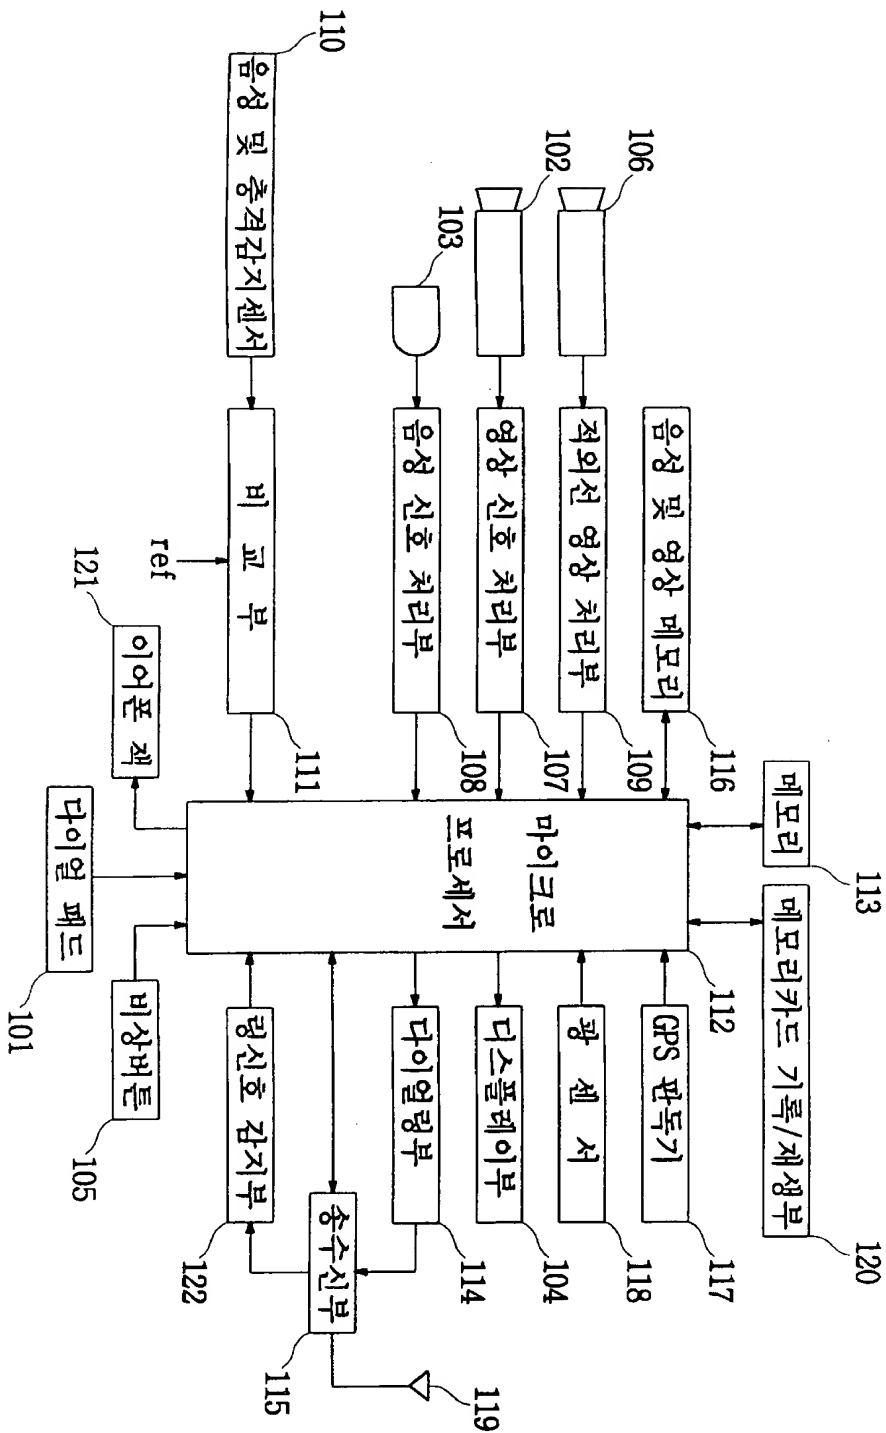 113
120
메모리
메모리카드 기록/재생부
116
112
117
음성 및 영상 메모리
GPS 판독기
106
109
118
적외선 영상 처리부
광 센 서
102
107
104
영상 신호 처리부
마이크로
프로세서
디스플레이부
103
108
114
음성 신호 처리부
다이얼링부
119
송수신부
115
110
111
음성 및 충격감지센서
비 교 부
링신호 감지부
122
ref
121
이어폰 잭
비상버튼
105
다이얼 패드
101